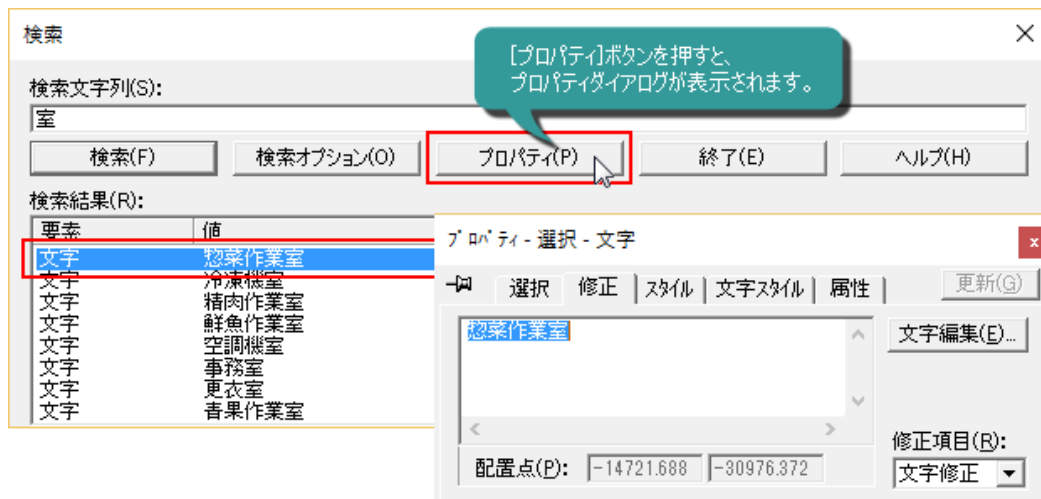 検索
[プロパティ]ボタンを押すと、
プロパティダイアログが表示されます。
検索文字列(S):
室
検索(F) 検索オプション(O) プロパティ(P) 終了(E) ヘルプ(H)
検索結果(R):
要素 値
文字 惣菜作業室
文字 冷凍機室
文字 精肉作業室
文字 鮮魚作業室
文字 空調機室
文字 事務室
文字 更衣室
文字 青果作業室
プロパティ - 選択 - 文字
選択 修正 スタイル 文字スタイル 属性 更新(G)
惣菜作業室
文字編集(E)...
修正項目(R):
配置点(P): -14721.688 -30976.372 文字修正